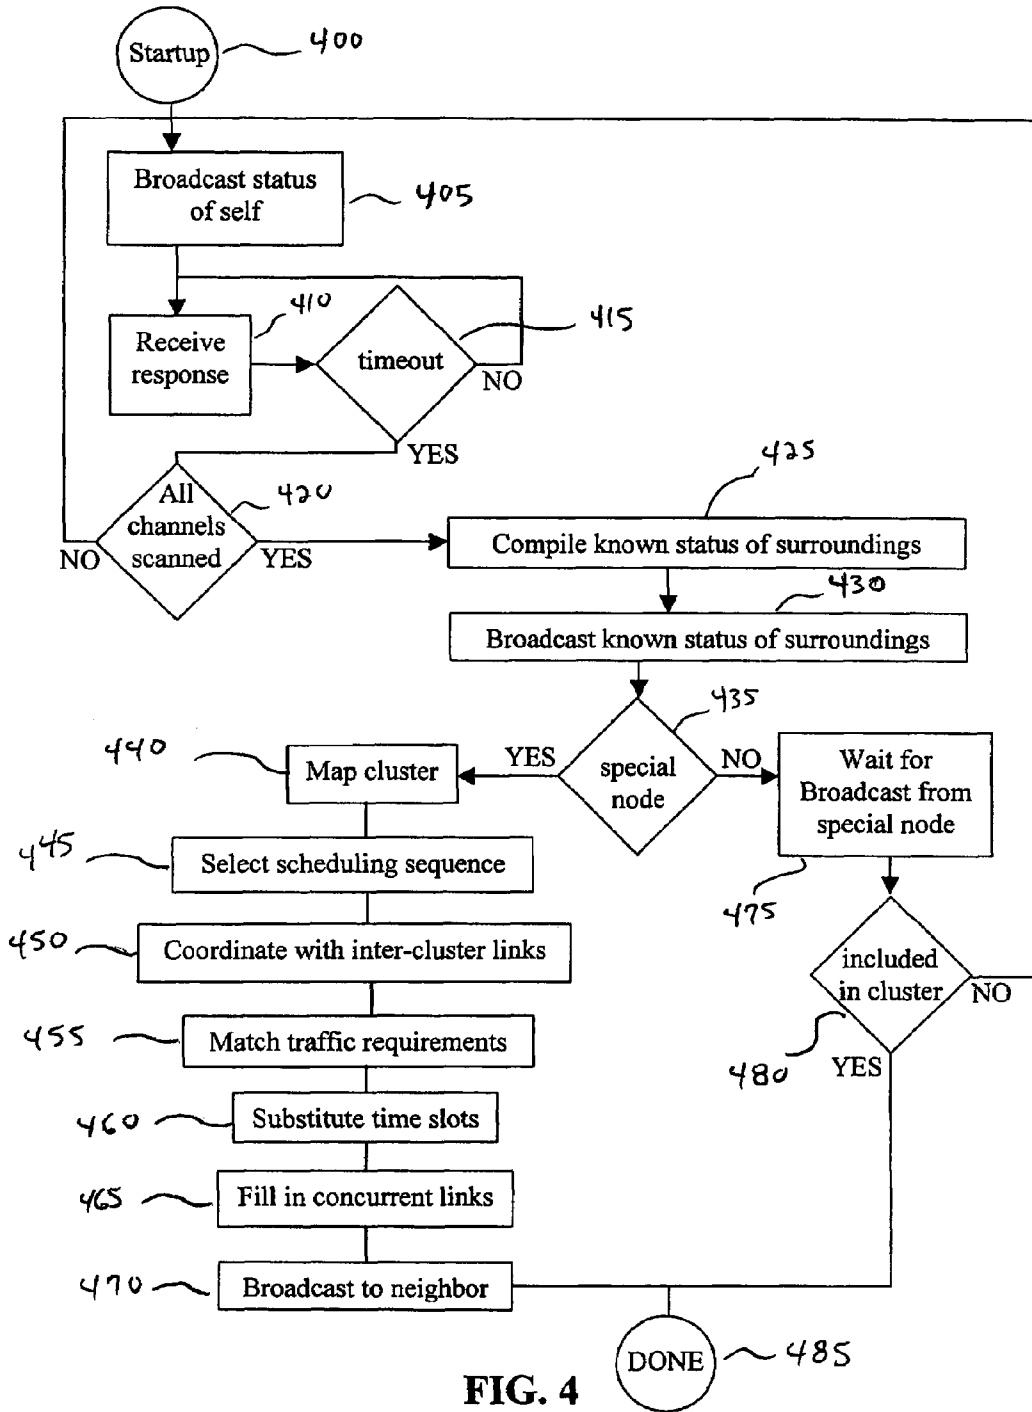 Startup
400
Broadcast status
of self
405
410
Receive
response
timeout
415
NO
YES
All
channels
scanned
420
NO
YES
425
Compile known status of surroundings
430
Broadcast known status of surroundings
435
special
node
YES
NO
440
Map cluster
Wait for
Broadcast from
special node
475
445
Select scheduling sequence
450
Coordinate with inter-cluster links
included
in cluster
NO
480
YES
455
Match traffic requirements
460
Substitute time slots
465
Fill in concurrent links
470
Broadcast to neighbor
DONE
485
FIG. 4